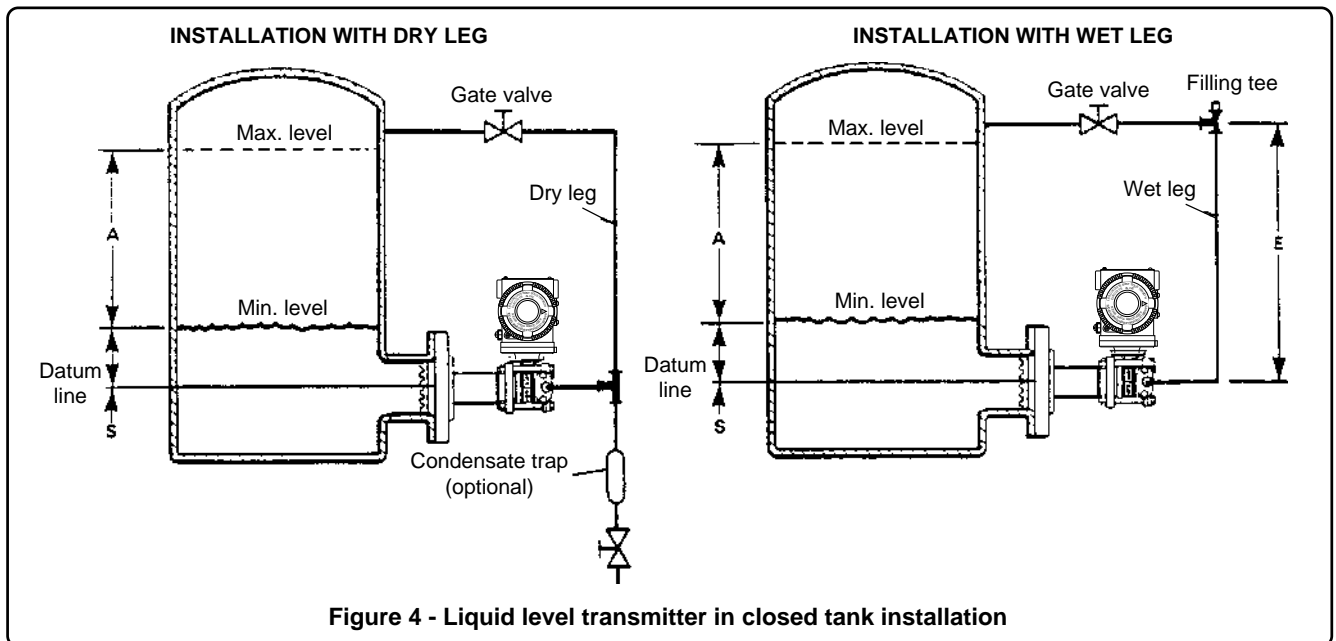 INSTALLATION WITH DRY LEG
Gate valve
Max. level
Dry leg
A
Min. level
Datum
line
S
Condensate trap
(optional)
INSTALLATION WITH WET LEG
Filling tee
Gate valve
Max. level
Wet leg
E
A
Min. level
Datum
line
S
Figure 4 - Liquid level transmitter in closed tank installation